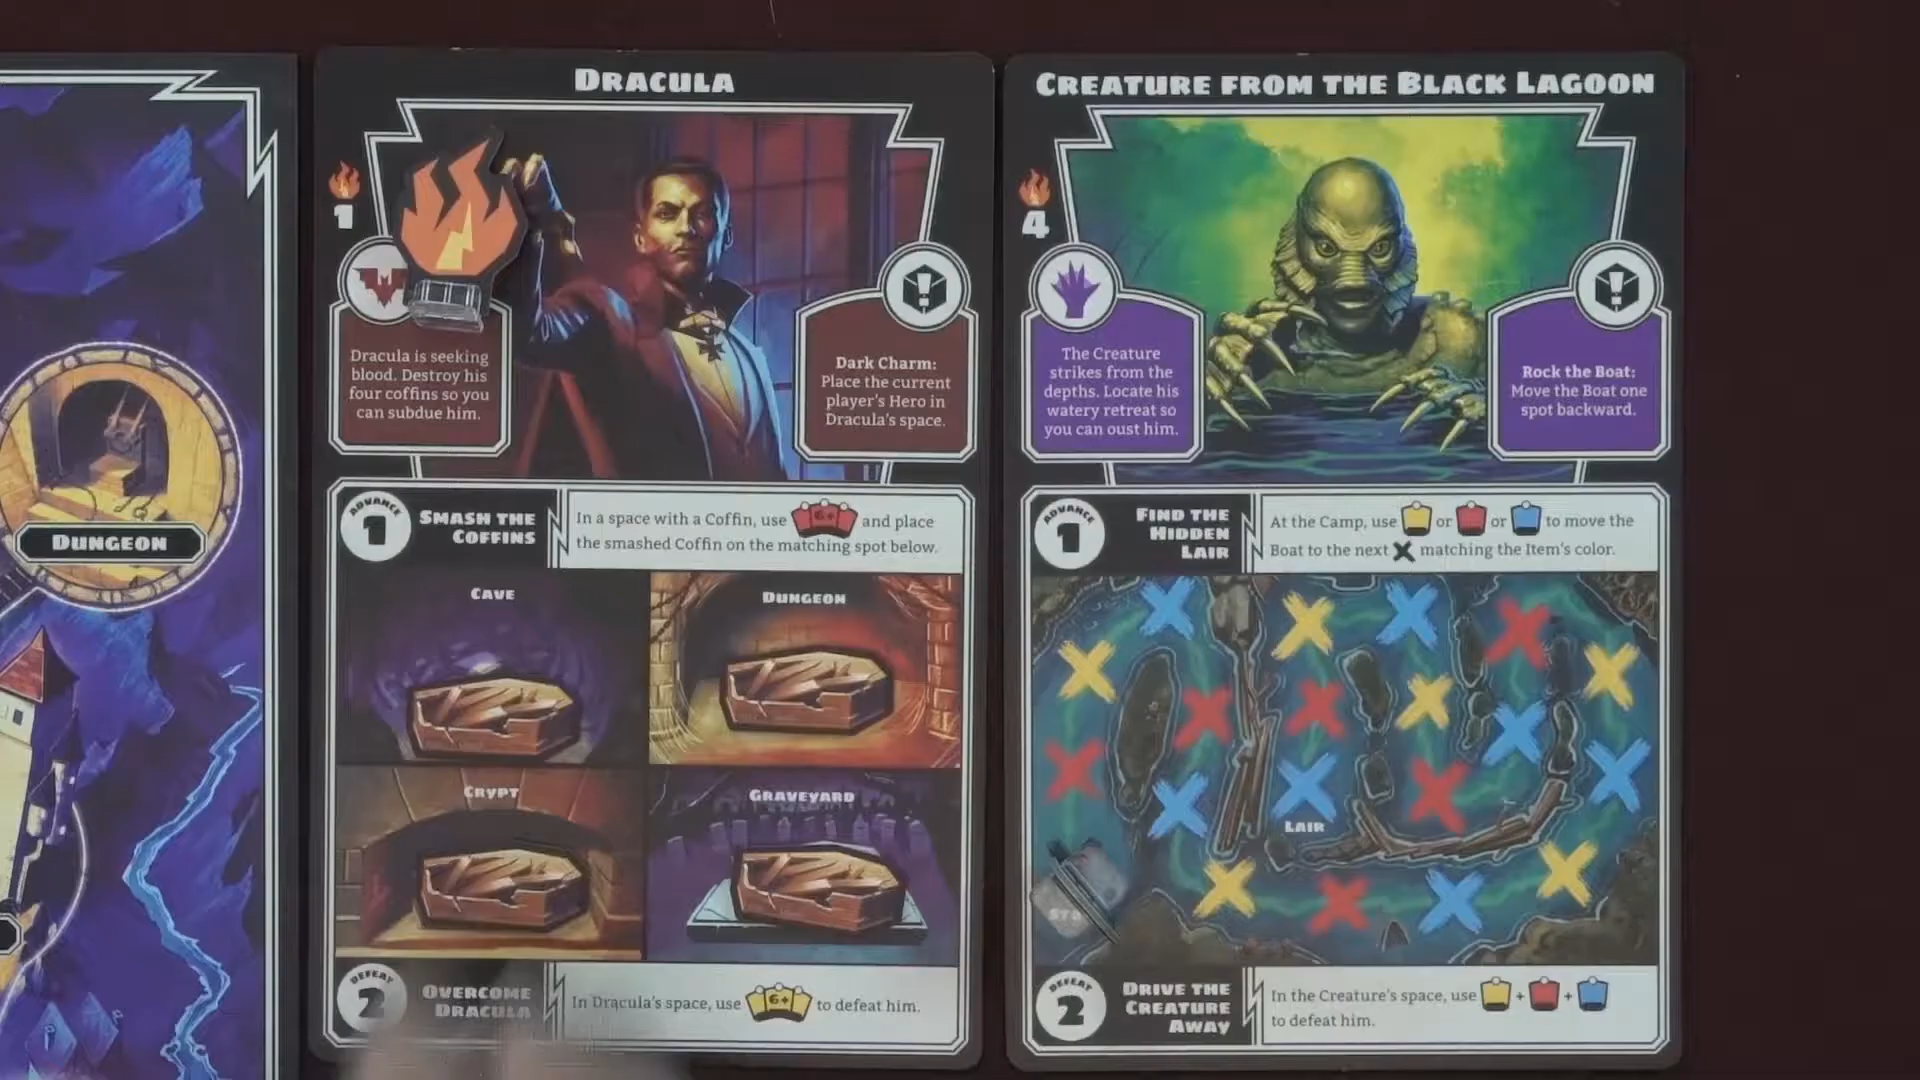 DUNGEON
DRACULA
1
Dracula is seeking
blood. Destroy his
four coffins so you
can subdue him.
Dark Charm:
Place the current
player's Hero in
Dracula's space.
ADVANCE
1
SMASH THE
COFFINS
In a space with a Coffin, use 6+ and place
the smashed Coffin on the matching spot below.
CAVE
DUNGEON
CRYPT
GRAVEYARD
DEFEAT
2
OVERCOME
DRACULA
In Dracula's space, use 6+ to defeat him.
CREATURE FROM THE BLACK LAGOON
4
The Creature
strikes from the
depths. Locate his
watery retreat so
you can oust him.
Rock the Boat:
Move the Boat one
spot backward.
ADVANCE
1
FIND THE
HIDDEN
LAIR
At the Camp, use or or to move the
Boat to the next matching the Item's color.
LAIR
DEFEAT
2
DRIVE THE
CREATURE
AWAY
In the Creature's space, use + +
to defeat him.